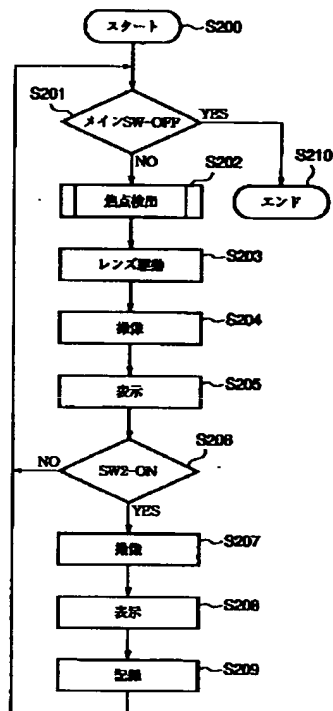 スタート
S200
S201
メインSW-OFF
YES
NO
S202
焦点検出
S210
エンド
レンズ駆動
S203
撮像
S204
表示
S205
S206
NO
SW2-ON
YES
撮像
S207
表示
S208
記録
S209